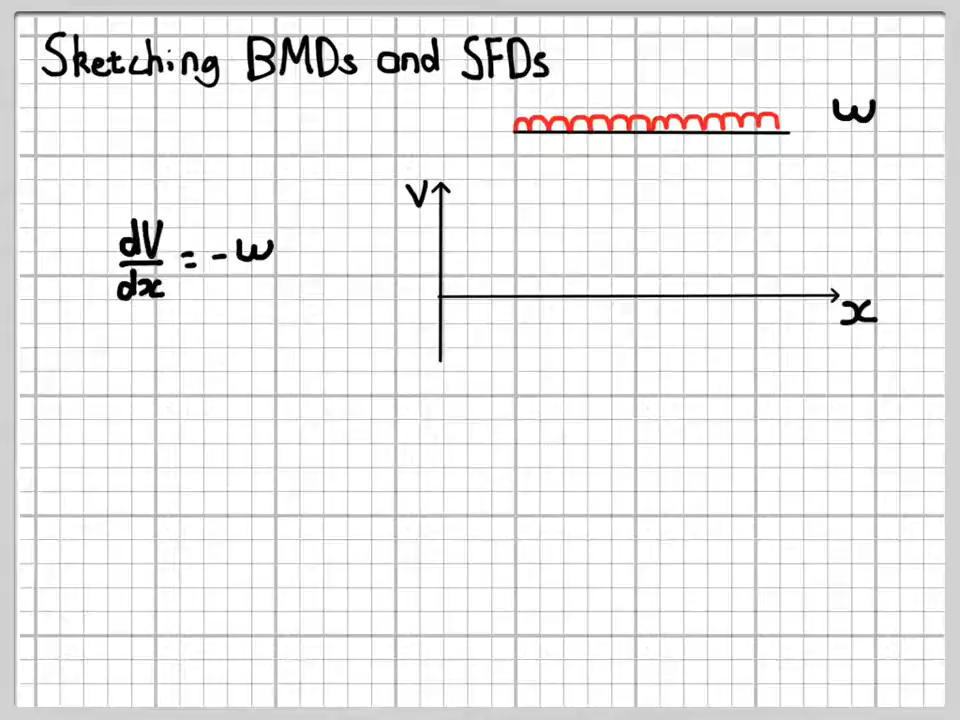 Sketching BMDs and SFDs
w
V
dV
dx
= - w
x